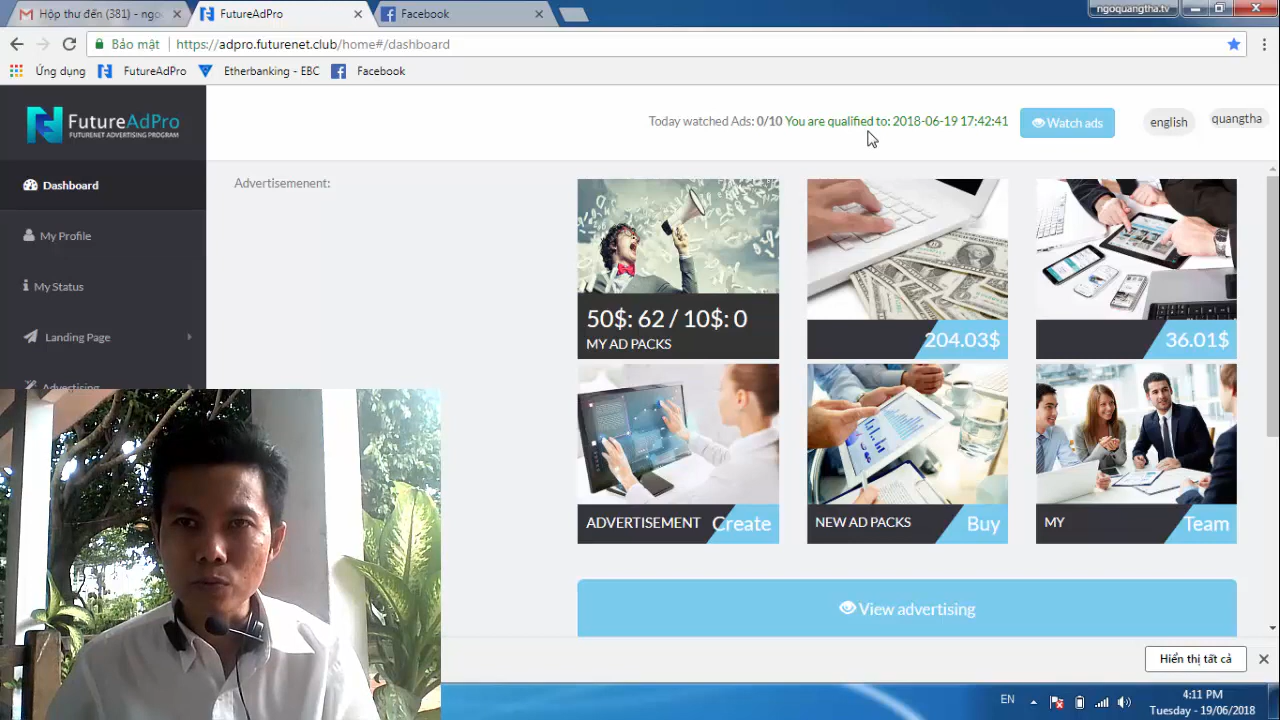 Hộp thư đến (381) - ngo
FutureAdPro
Facebook
ngoquangtha.tv
Bảo mật
https://adpro.futurenet.club/home#/dashboard
Ứng dụng
FutureAdPro
Etherbanking - EBC
Facebook
FutureAdPro
FUTURENET ADVERTISING PROGRAM
Today watched Ads: 0/10 You are qualified to: 2018-06-19 17:42:41
Watch ads
english
quangtha
Dashboard
My Profile
My Status
Landing Page
Advertising
Advertisemenent:
50$: 62 / 10$: 0
MY AD PACKS
204.03$
36.01$
ADVERTISEMENT Create
NEW AD PACKS Buy
MY Team
View advertising
Hiển thị tất cả
EN
4:11 PM
Tuesday - 19/06/2018